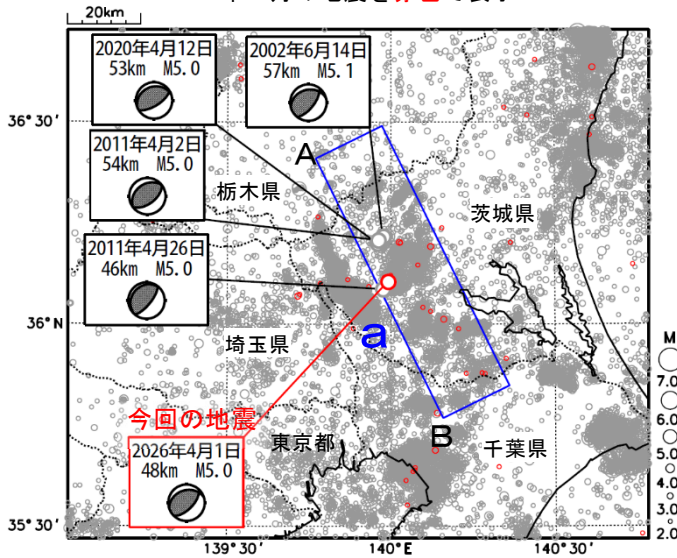 20km
2020年4月12日
53km M5.0
2002年6月14日
57km M5.1
36°30'
A
2011年4月2日
54km M5.0
栃木県
茨城県
2011年4月26日
46km M5.0
36°N
a
埼玉県
M
7.0
6.0
5.0
4.0
3.0
2.0
今回の地震
B
東京都
千葉県
2026年4月1日
48km M5.0
35°30'
139°30'
140°E
140°30'